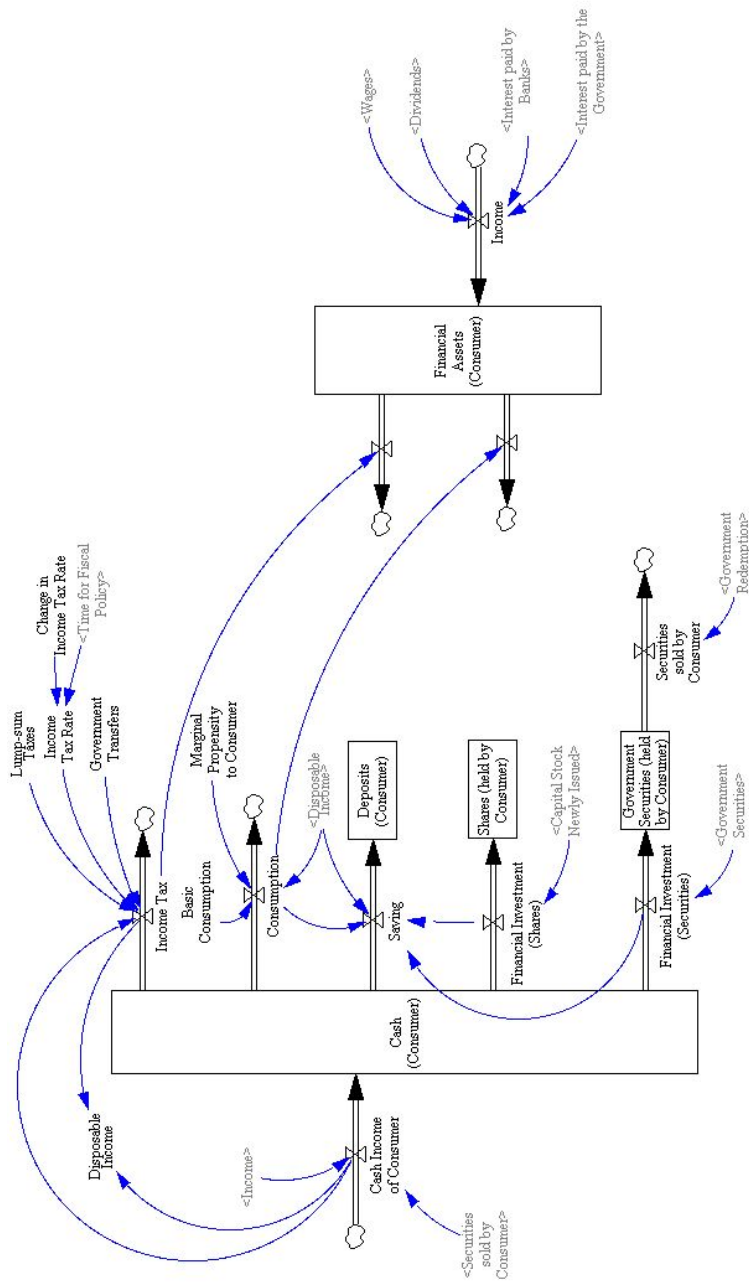 Lump-sum
Taxes
Change in
Income Tax Rate
<Time for Fiscal
Policy>
Income
Tax Rate
Government
Transfers
Disposable
Income
Income Tax
Marginal
Propensity
to Consumer
Basic
Consumption
Consumption
<Disposable
Income>
<Income>
Cash Income
of Consumer
<Securities
sold by
Consumer>
Cash
(Consumer)
Saving
Deposits
(Consumer)
Shares (held by
Consumer)
Financial Investment
(Shares)
<Capital Stock
Newly Issued>
Financial Investment
(Securities)
<Government
Securities>
Government
Securities (held
by Consumer)
Securities
sold by
Consumer
<Government
Redemption>
Financial
Assets
(Consumer)
Income
<Wages>
<Dividends>
<Interest paid by
Banks>
<Interest paid by the
Government>